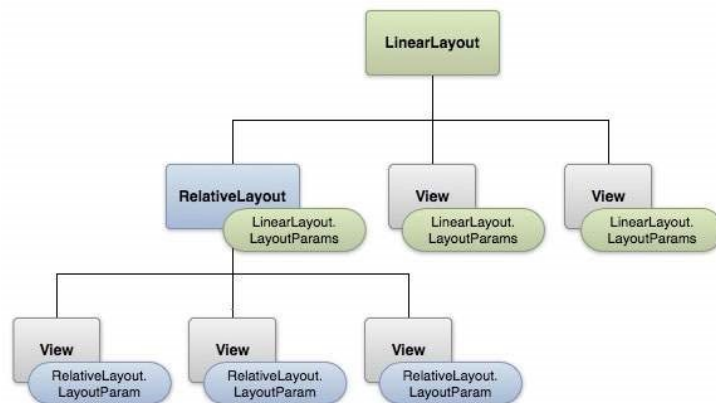 LinearLayout
RelativeLayout
LinearLayout.
LayoutParams
View
LinearLayout.
LayoutParams
View
LinearLayout.
LayoutParams
View
RelativeLayout.
LayoutParam
View
RelativeLayout.
LayoutParam
View
RelativeLayout.
LayoutParam